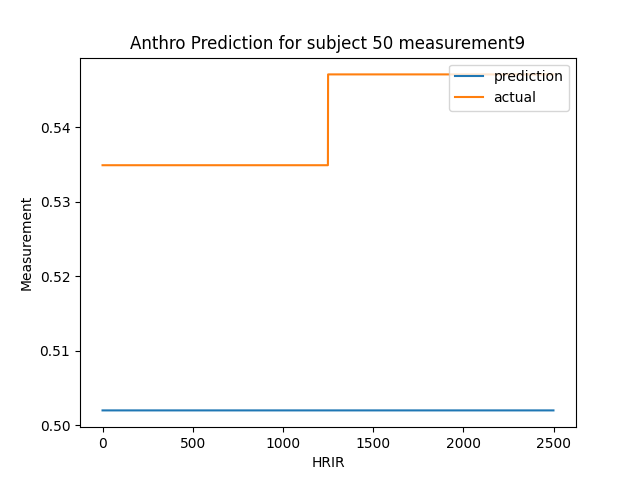 Anthro Prediction for subject 50 measurement9
prediction
actual
0.54
0.53
0.52
0.51
0.50
Measurement
0
500
1000
1500
2000
2500
HRIR